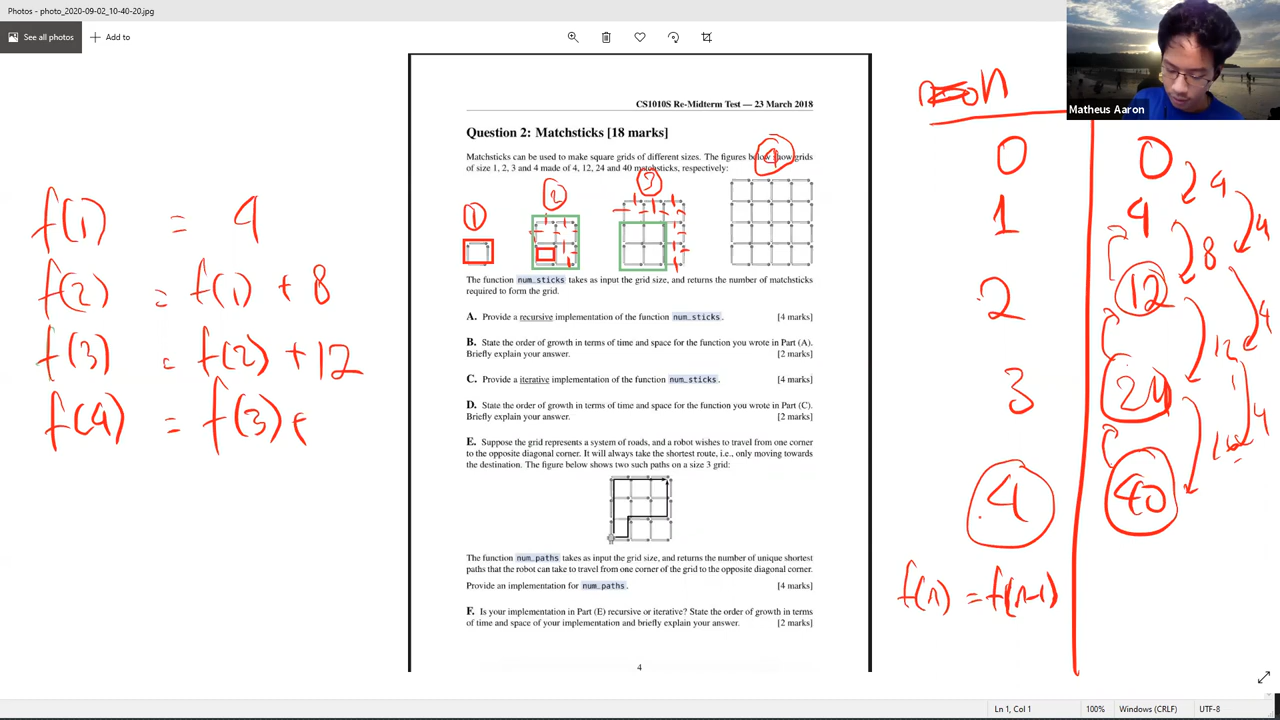 Photos - photo_2020-09-02_10-40-20.jpg
See all photos
Add to
Matheus Aaron
CS1010S Re-Midterm Test — 23 March 2018
Question 2: Matchsticks [18 marks]
Matchsticks can be used to make square grids of different sizes. The figures below show grids
of size 1, 2, 3 and 4 made of 4, 12, 24 and 40 matchsticks, respectively:
1
2
3
4
The function num_sticks takes as input the grid size, and returns the number of matchsticks
required to form the grid.
A. Provide a recursive implementation of the function num_sticks. [4 marks]
B. State the order of growth in terms of time and space for the function you wrote in Part (A).
Briefly explain your answer. [2 marks]
C. Provide a iterative implementation of the function num_sticks. [4 marks]
D. State the order of growth in terms of time and space for the function you wrote in Part (C).
Briefly explain your answer. [2 marks]
E. Suppose the grid represents a system of roads, and a robot wishes to travel from one corner
to the opposite diagonal corner. It will always take the shortest route, i.e., only moving towards
the destination. The figure below shows two such paths on a size 3 grid:
The function num_paths takes as input the grid size, and returns the number of unique shortest
paths that the robot can take to travel from one corner of the grid to the opposite diagonal corner.
Provide an implementation for num_paths. [4 marks]
F. Is your implementation in Part (E) recursive or iterative? State the order of growth in terms
of time and space of your implementation and briefly explain your answer. [2 marks]
4
f(1) = 4
f(2) = f(1) + 8
f(3) = f(2) + 12
f(4) = f(3) +
n
0 0
4
1 4
4
8
2 12
4
12
3 24
4
4 40
f(n) = f(n-1)
Ln 1, Col 1
100%
Windows (CRLF)
UTF-8